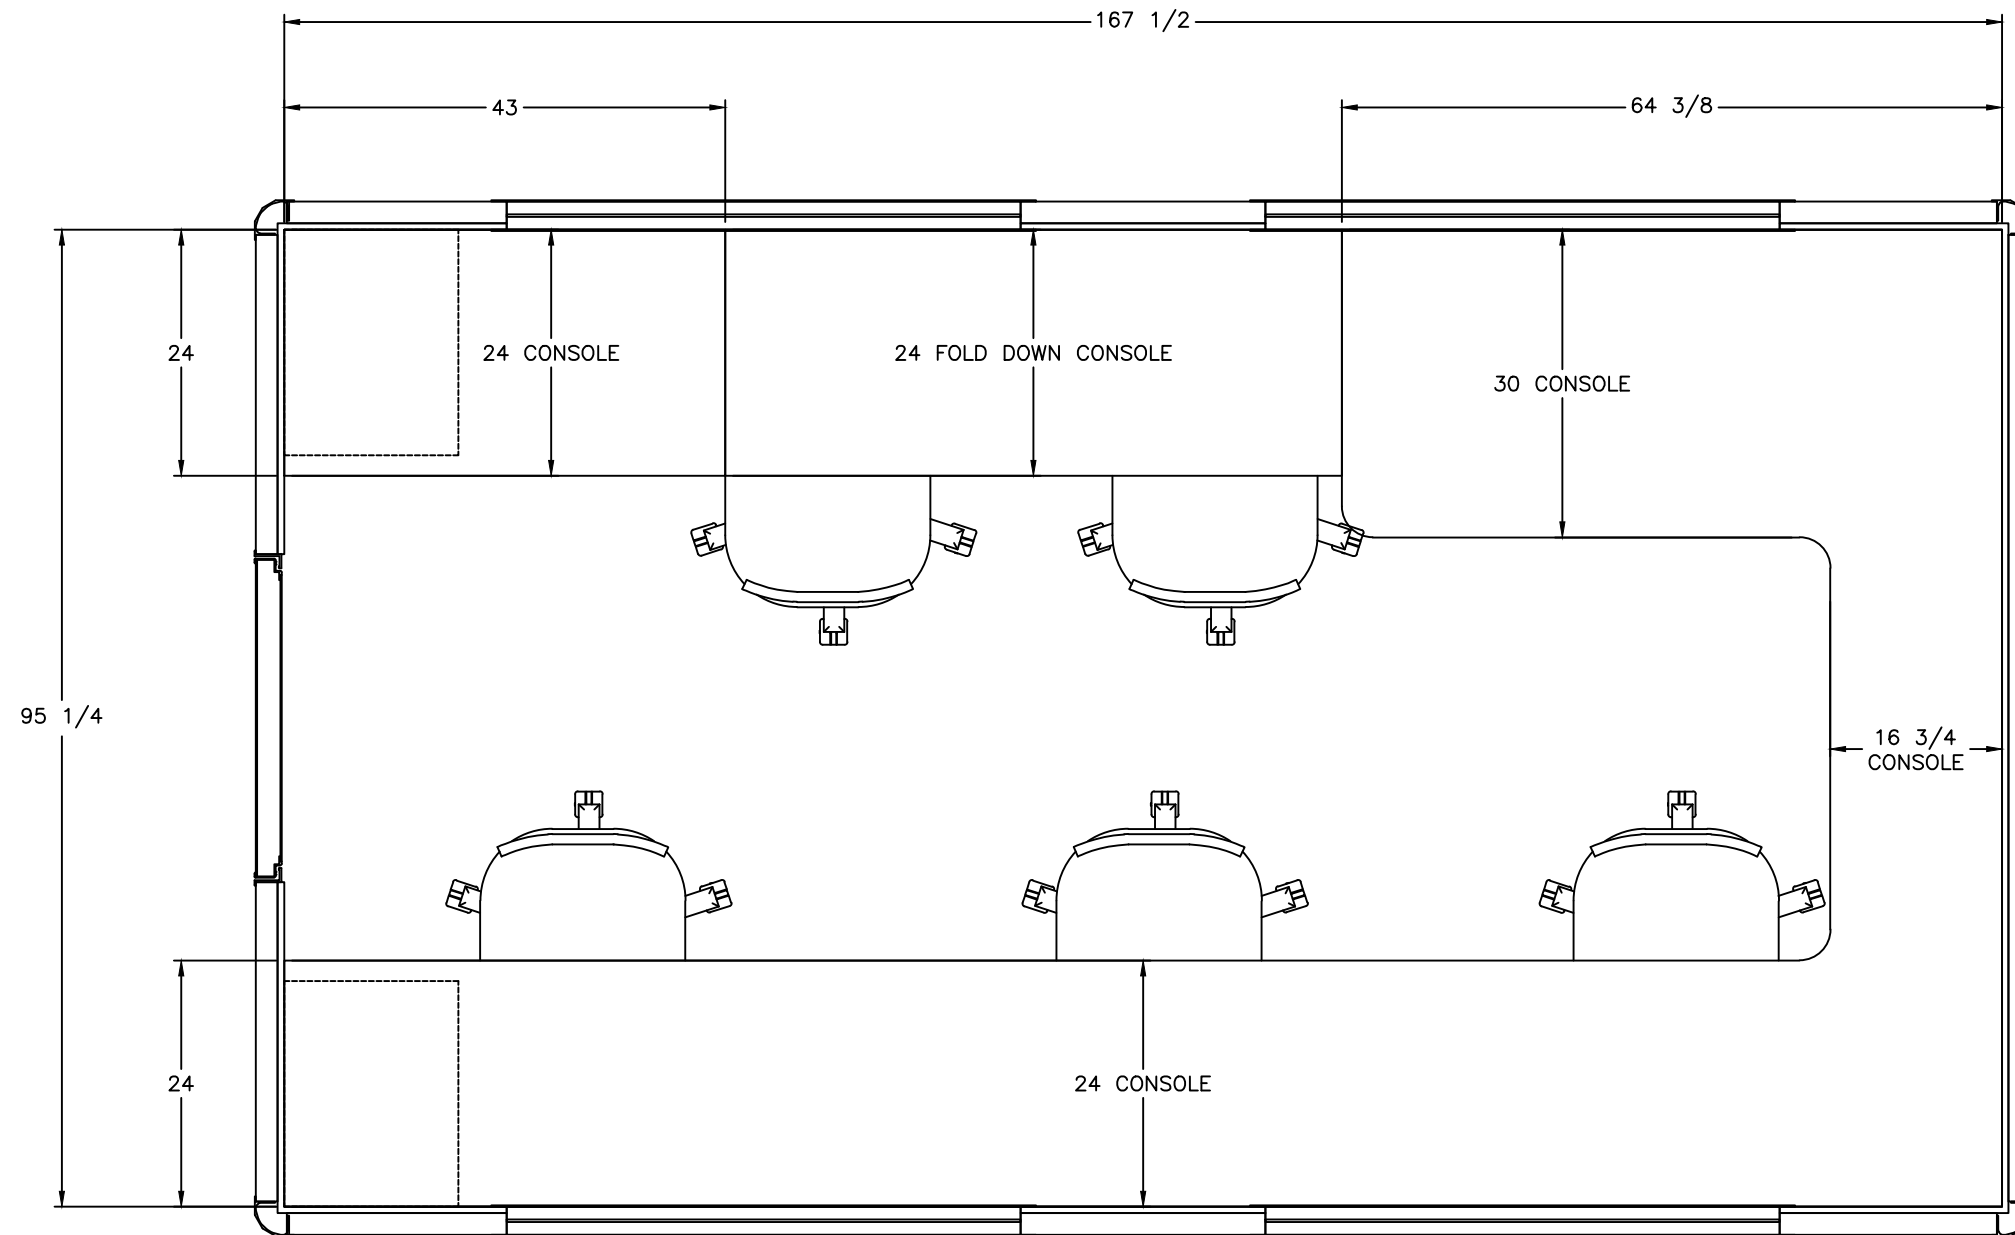 167 1/2
43
64 3/8
24
24 CONSOLE
24 FOLD DOWN CONSOLE
30 CONSOLE
95 1/4
16 3/4
CONSOLE
24
24 CONSOLE